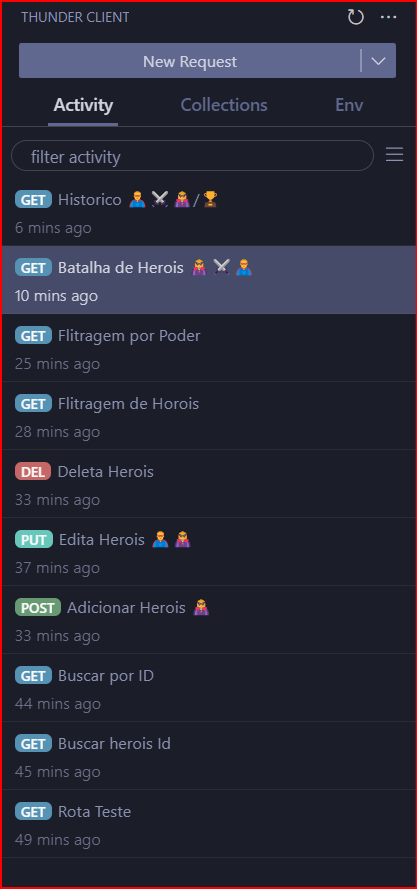 THUNDER CLIENT
New Request
Activity Collections Env
filter activity
GET Historico 🦸‍♂️ ⚔️ 🦹‍♀️/🏆
6 mins ago
GET Batalha de Herois 🦹‍♀️ ⚔️ 🦸‍♂️
10 mins ago
GET Flitragem por Poder
25 mins ago
GET Flitragem de Horois
28 mins ago
DEL Deleta Herois
33 mins ago
PUT Edita Herois 🦸‍♂️ 🦹‍♀️
37 mins ago
POST Adicionar Herois 🦹‍♀️
33 mins ago
GET Buscar por ID
44 mins ago
GET Buscar herois Id
45 mins ago
GET Rota Teste
49 mins ago